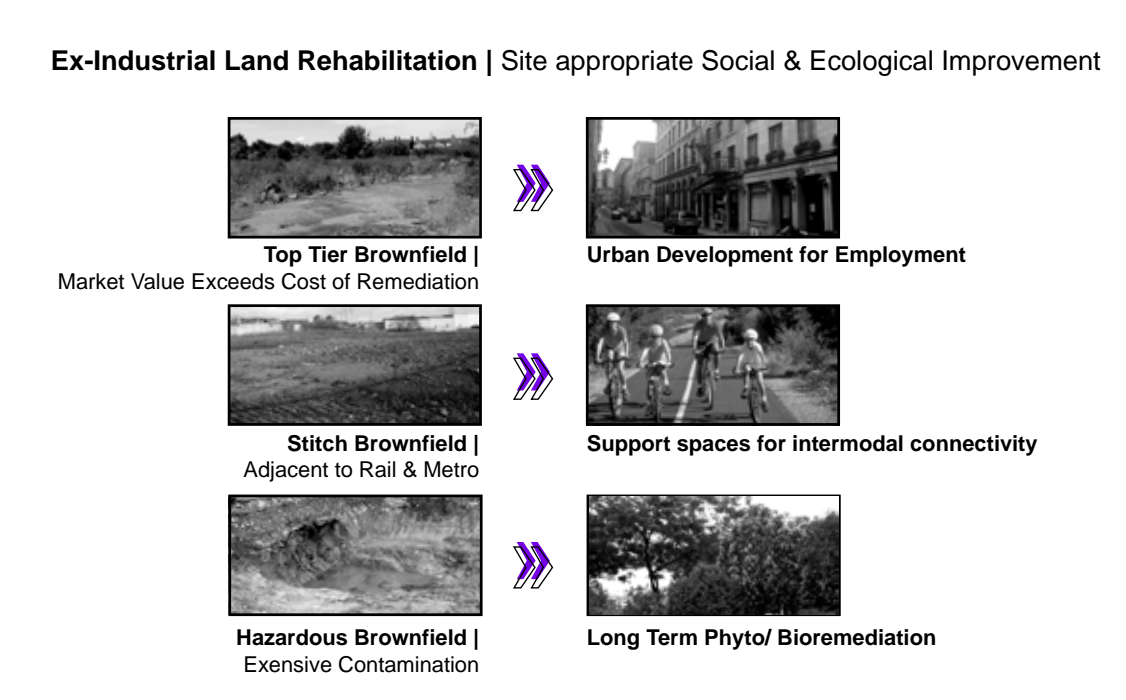 Ex-Industrial Land Rehabilitation | Site appropriate Social & Ecological Improvement
Top Tier Brownfield |
Market Value Exceeds Cost of Remediation
Urban Development for Employment
Stitch Brownfield |
Adjacent to Rail & Metro
Support spaces for intermodal connectivity
Hazardous Brownfield |
Exensive Contamination
Long Term Phyto/ Bioremediation